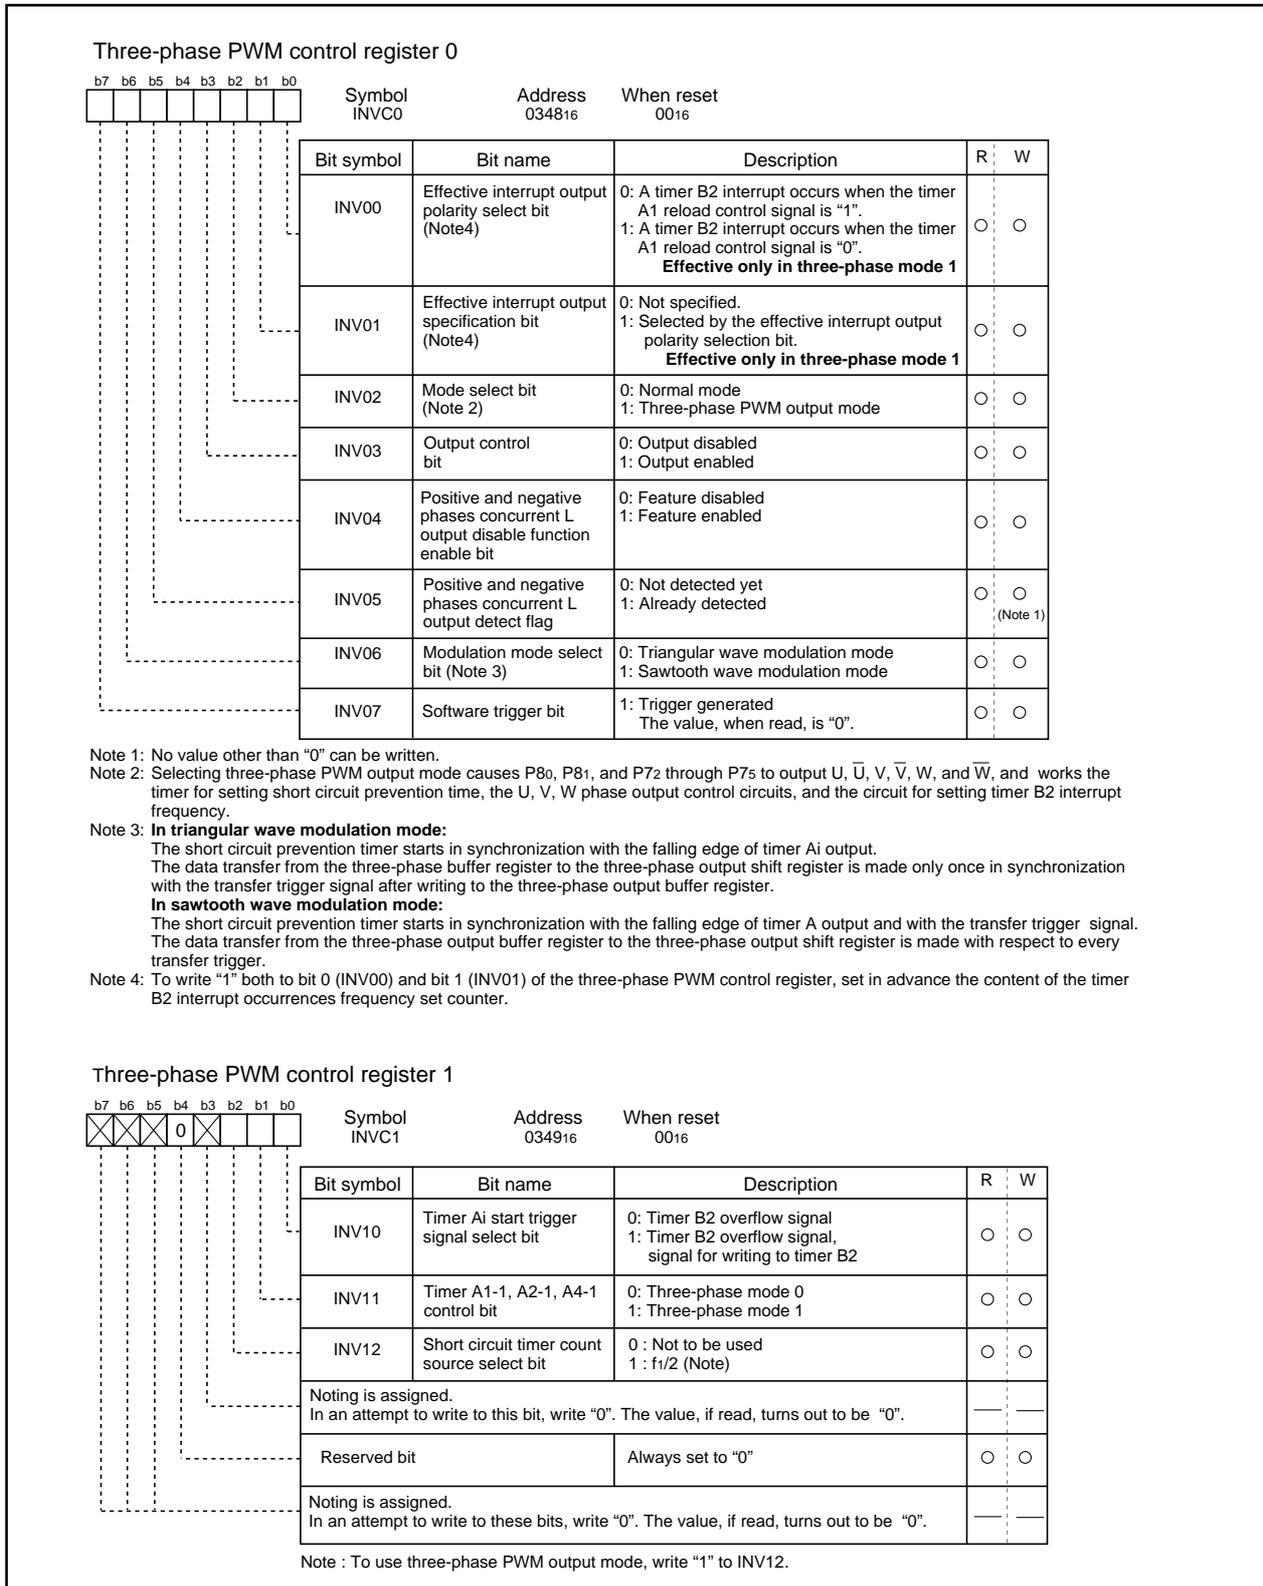 Three-phase PWM control register 0
b7 b6 b5 b4 b3 b2 b1 b0
Symbol Address When reset
INVC0 034816 0016
Bit symbol Bit name Description R W
INV00 Effective interrupt output 0: A timer B2 interrupt occurs when the timer
polarity select bit A1 reload control signal is “1”.
(Note4) 1: A timer B2 interrupt occurs when the timer
A1 reload control signal is “0”.
Effective only in three-phase mode 1
INV01 Effective interrupt output 0: Not specified.
specification bit 1: Selected by the effective interrupt output
(Note4) polarity selection bit.
Effective only in three-phase mode 1
INV02 Mode select bit 0: Normal mode
(Note 2) 1: Three-phase PWM output mode
INV03 Output control 0: Output disabled
bit 1: Output enabled
INV04 Positive and negative 0: Feature disabled
phases concurrent L 1: Feature enabled
output disable function
enable bit
INV05 Positive and negative 0: Not detected yet
phases concurrent L 1: Already detected
output detect flag (Note 1)
INV06 Modulation mode select 0: Triangular wave modulation mode
bit (Note 3) 1: Sawtooth wave modulation mode
INV07 Software trigger bit 1: Trigger generated
The value, when read, is “0”.
Note 1: No value other than “0” can be written.
Note 2: Selecting three-phase PWM output mode causes P80, P81, and P72 through P75 to output U, U̅, V, V̅, W, and W̅, and works the
timer for setting short circuit prevention time, the U, V, W phase output control circuits, and the circuit for setting timer B2 interrupt
frequency.
Note 3: In triangular wave modulation mode:
The short circuit prevention timer starts in synchronization with the falling edge of timer Ai output.
The data transfer from the three-phase buffer register to the three-phase output shift register is made only once in synchronization
with the transfer trigger signal after writing to the three-phase output buffer register.
In sawtooth wave modulation mode:
The short circuit prevention timer starts in synchronization with the falling edge of timer A output and with the transfer trigger signal.
The data transfer from the three-phase output buffer register to the three-phase output shift register is made with respect to every
transfer trigger.
Note 4: To write “1” both to bit 0 (INV00) and bit 1 (INV01) of the three-phase PWM control register, set in advance the content of the timer
B2 interrupt occurrences frequency set counter.
Three-phase PWM control register 1
b7 b6 b5 b4 b3 b2 b1 b0
0
Symbol Address When reset
INVC1 034916 0016
Bit symbol Bit name Description R W
INV10 Timer Ai start trigger 0: Timer B2 overflow signal
signal select bit 1: Timer B2 overflow signal,
signal for writing to timer B2
INV11 Timer A1-1, A2-1, A4-1 0: Three-phase mode 0
control bit 1: Three-phase mode 1
INV12 Short circuit timer count 0 : Not to be used
source select bit 1 : f1/2 (Note)
Noting is assigned.
In an attempt to write to this bit, write “0”. The value, if read, turns out to be “0”.
Reserved bit Always set to “0”
Noting is assigned.
In an attempt to write to these bits, write “0”. The value, if read, turns out to be “0”.
Note : To use three-phase PWM output mode, write “1” to INV12.